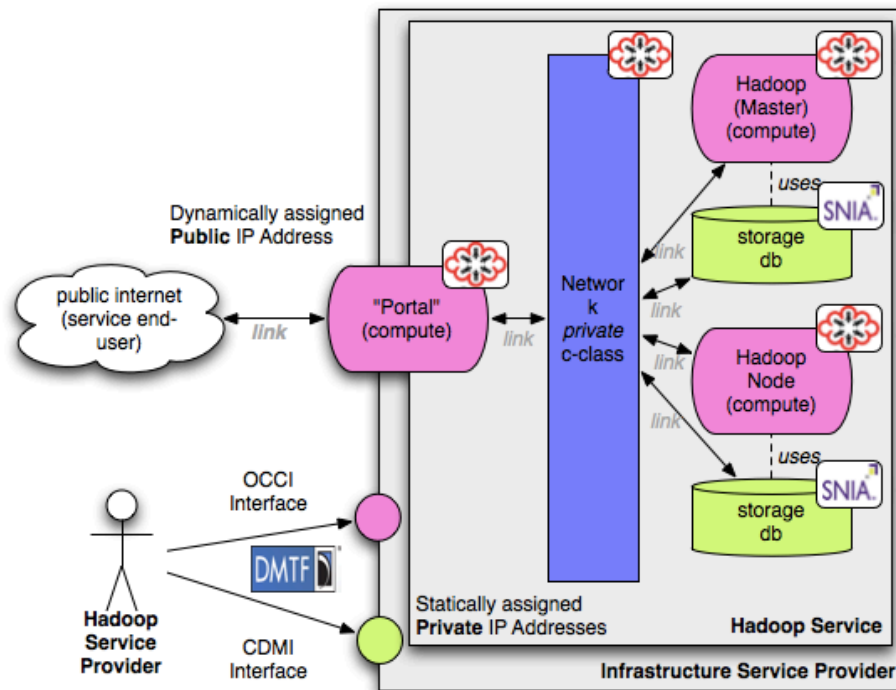 Hadoop
(Master)
(compute)
uses
SNIA
storage
db
link
Dynamically assigned
Public IP Address
public internet
(service end-
user)
link
"Portal"
(compute)
link
Networ
k
private
c-class
link
link
Hadoop
Node
(compute)
link
uses
SNIA
storage
db
OCCI
Interface
DMTF
Hadoop
Service
Provider
CDMI
Interface
Statically assigned
Private IP Addresses
Hadoop Service
Infrastructure Service Provider